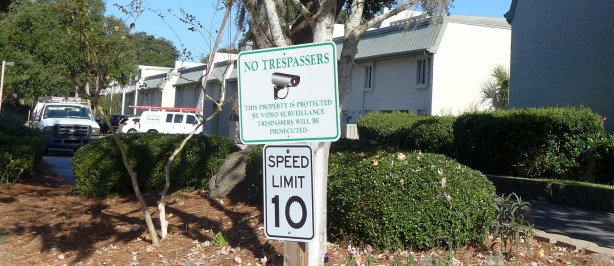 NO TRESPASSERS
THIS PROPERTY IS PROTECTED
BY VIDEO SURVEILLANCE
TRESPASSERS WILL BE
PROSECUTED
SPEED
LIMIT
10